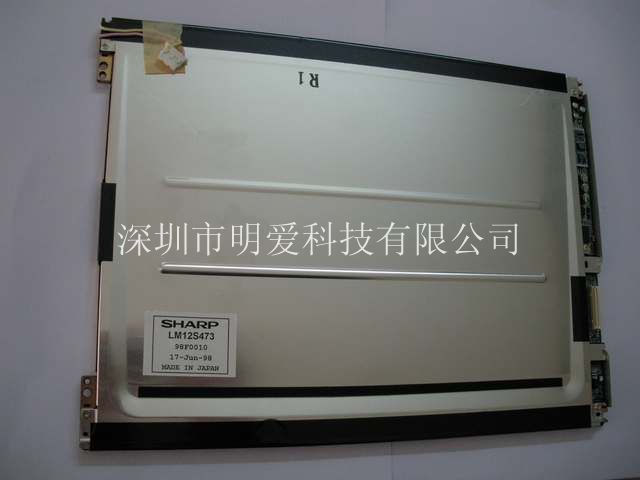 R1
深圳市明爱科技有限公司
SHARP
LM12S473
98F0010
17-Jun-98
MADE IN JAPAN